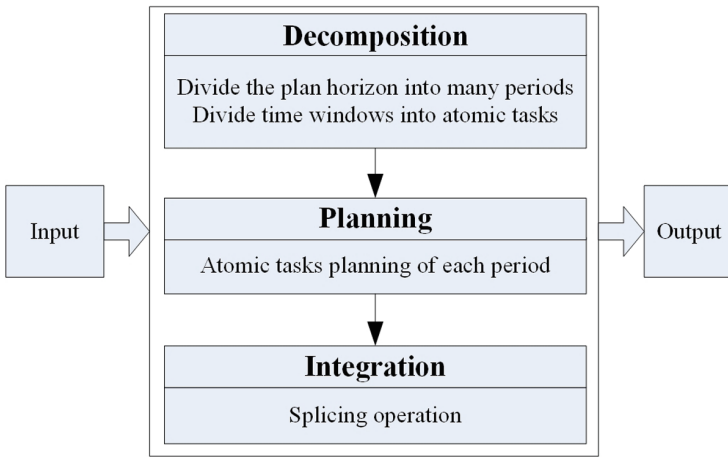 Decomposition
Divide the plan horizon into many periods
Divide time windows into atomic tasks
Input
Planning
Atomic tasks planning of each period
Output
Integration
Splicing operation